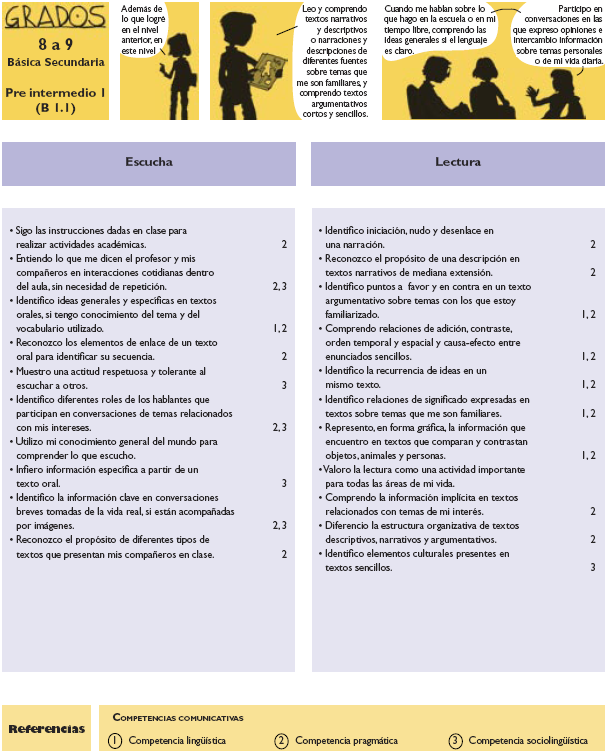 GRADOS
8 a 9
Básica Secundaria
Pre intermedio 1
(B 1.1)
Además de
lo que logré
en el nivel
anterior, en
este nivel
Leo y comprendo
textos narrativos
y descriptivos
o narraciones y
descripciones de
diferentes fuentes
sobre temas que
me son familiares, y
comprendo textos
argumentativos
cortos y sencillos.
Cuando me hablan sobre lo
que hago en la escuela o en mi
tiempo libre, comprendo las
ideas generales si el lenguaje
es claro.
Participo en
conversaciones en las
que expreso opiniones e
intercambio información
sobre temas personales
o de mi vida diaria.
Escucha
• Sigo las instrucciones dadas en clase para
realizar actividades académicas. 2
• Entiendo lo que me dicen el profesor y mis
compañeros en interacciones cotidianas dentro
del aula, sin necesidad de repetición. 2, 3
• Identifico ideas generales y específicas en textos
orales, si tengo conocimiento del tema y del
vocabulario utilizado. 1, 2
• Reconozco los elementos de enlace de un texto
oral para identificar su secuencia. 2
• Muestro una actitud respetuosa y tolerante al
escuchar a otros. 3
• Identifico diferentes roles de los hablantes que
participan en conversaciones de temas relacionados
con mis intereses. 2, 3
• Utilizo mi conocimiento general del mundo para
comprender lo que escucho.
• Infiero información específica a partir de un
texto oral. 3
• Identifico la información clave en conversaciones
breves tomadas de la vida real, si están acompañadas
por imágenes. 2, 3
• Reconozco el propósito de diferentes tipos de
textos que presentan mis compañeros en clase. 2
Lectura
• Identifico iniciación, nudo y desenlace en
una narración. 2
• Reconozco el propósito de una descripción en
textos narrativos de mediana extensión. 2
• Identifico puntos a favor y en contra en un texto
argumentativo sobre temas con los que estoy
familiarizado. 1, 2
• Comprendo relaciones de adición, contraste,
orden temporal y espacial y causa-efecto entre
enunciados sencillos. 1, 2
• Identifico la recurrencia de ideas en un
mismo texto. 1, 2
• Identifico relaciones de significado expresadas en
textos sobre temas que me son familiares. 1, 2
• Represento, en forma gráfica, la información que
encuentro en textos que comparan y contrastan
objetos, animales y personas. 1, 2
• Valoro la lectura como una actividad importante
para todas las áreas de mi vida.
• Comprendo la información implícita en textos
relacionados con temas de mi interés. 2
• Diferencio la estructura organizativa de textos
descriptivos, narrativos y argumentativos. 2
• Identifico elementos culturales presentes en
textos sencillos. 3
Referencias
COMPETENCIAS COMUNICATIVAS
1 Competencia lingüística 2 Competencia pragmática 3 Competencia sociolingüística